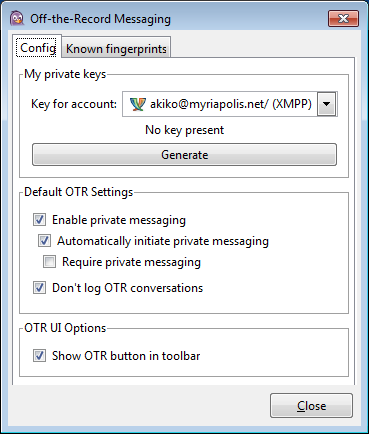 Off-the-Record Messaging
Config Known fingerprints
My private keys
Key for account: akiko@myriapolis.net/ (XMPP)
No key present
Generate
Default OTR Settings
Enable private messaging
Automatically initiate private messaging
Require private messaging
Don't log OTR conversations
OTR UI Options
Show OTR button in toolbar
Close